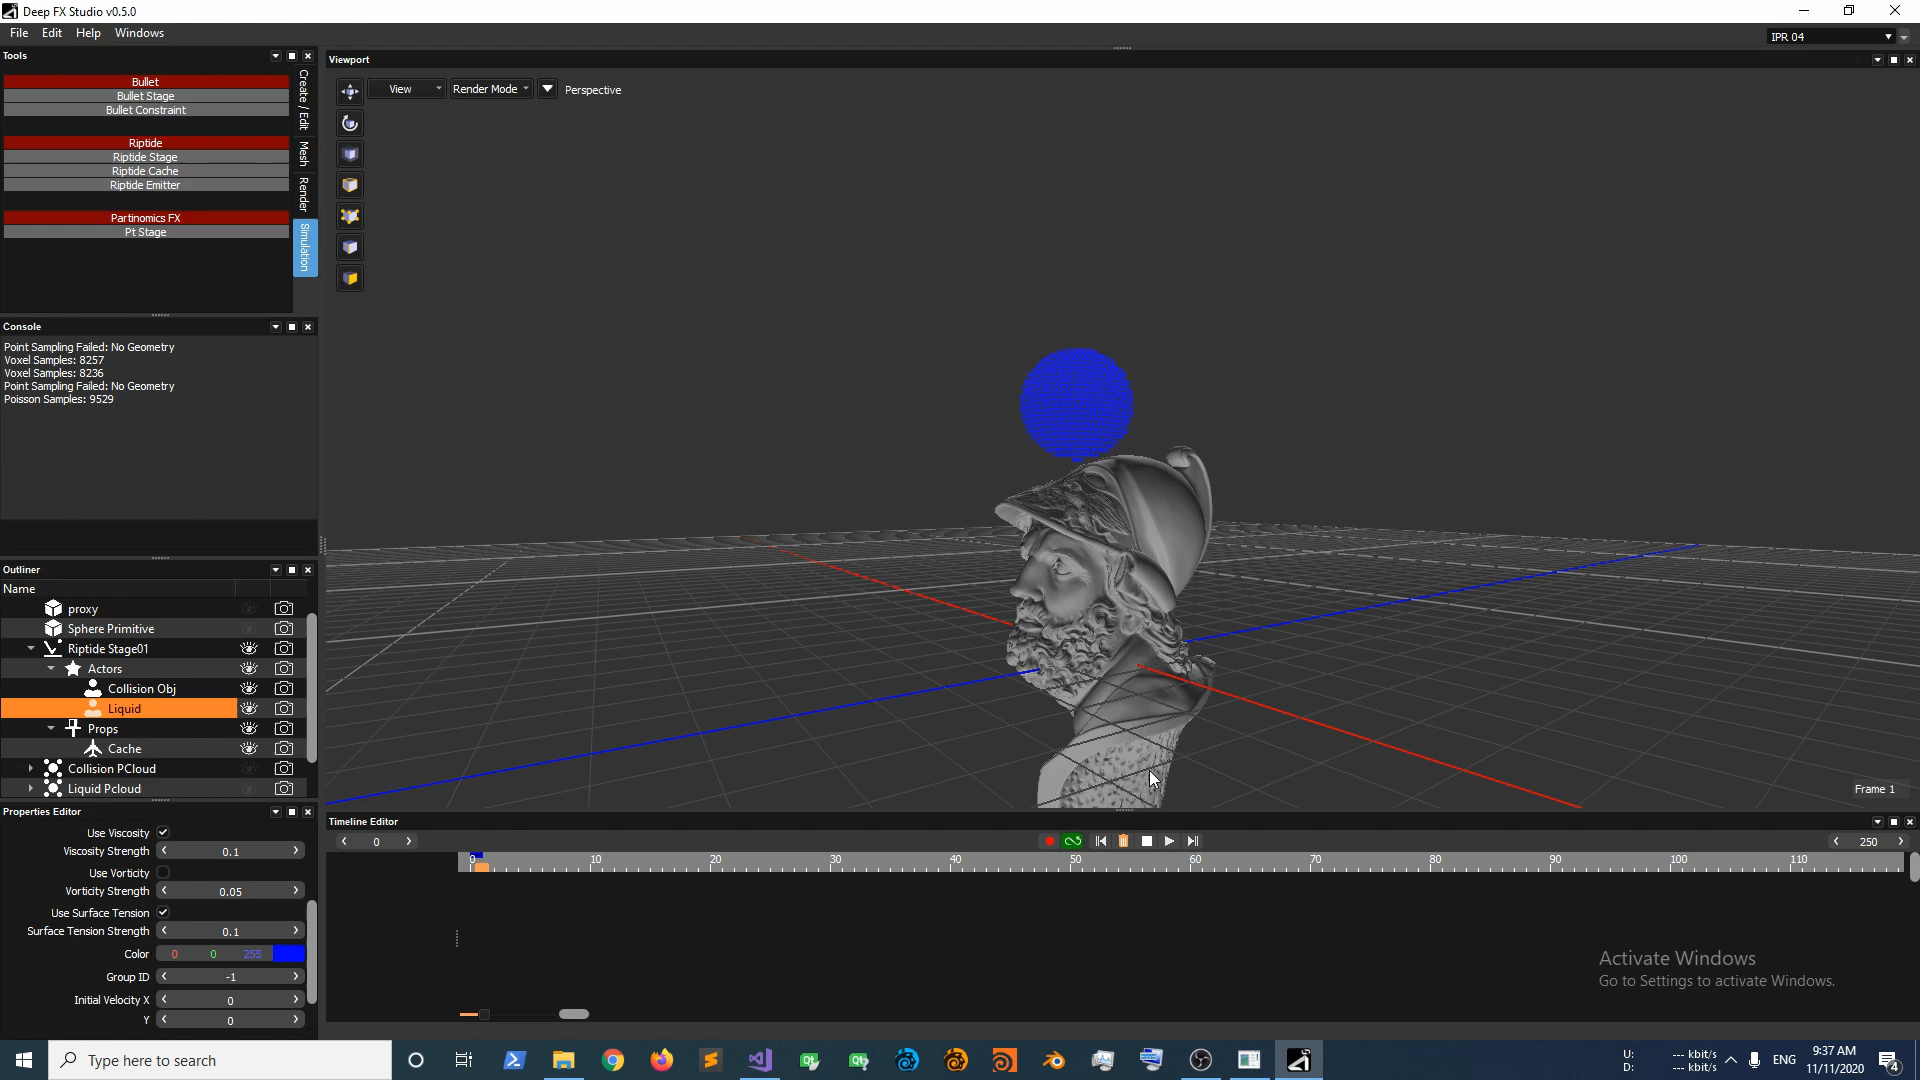 Deep FX Studio v0.5.0
File Edit Help Windows
IPR 04
Tools
Bullet
Bullet Stage
Bullet Constraint
Riptide
Riptide Stage
Riptide Cache
Riptide Emitter
Partinomics FX
Pt Stage
Create / Edit
Mesh
Render
Simulation
Viewport
View
Render Mode
Perspective
Frame 1
Console
Point Sampling Failed: No Geometry
Voxel Samples: 8257
Voxel Samples: 8236
Point Sampling Failed: No Geometry
Poisson Samples: 9529
Outliner
Name
proxy
Sphere Primitive
Riptide Stage01
Actors
Collision Obj
Liquid
Props
Cache
Collision PCloud
Liquid Pcloud
Properties Editor
Use Viscosity
Viscosity Strength 0.1
Use Vorticity
Vorticity Strength 0.05
Use Surface Tension
Surface Tension Strength 0.1
Color 0 0 255
Group ID -1
Initial Velocity X 0
Y 0
Timeline Editor
0
250
0 10 20 30 40 50 60 70 80 90 100 110
Activate Windows
Go to Settings to activate Windows.
Type here to search
U: --- kbit/s
D: --- kbit/s
ENG
9:37 AM
11/11/2020
4